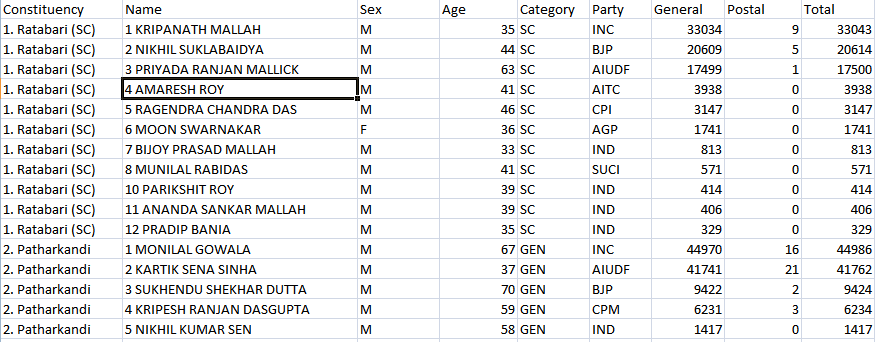 Constituency Name Sex Age Category Party General Postal Total
1. Ratabari (SC) 1 KRIPANATH MALLAH M 35 SC INC 33034 9 33043
1. Ratabari (SC) 2 NIKHIL SUKLABAIDYA M 44 SC BJP 20609 5 20614
1. Ratabari (SC) 3 PRIYADA RANJAN MALLICK M 63 SC AIUDF 17499 1 17500
1. Ratabari (SC) 4 AMARESH ROY M 41 SC AITC 3938 0 3938
1. Ratabari (SC) 5 RAGENDRA CHANDRA DAS M 46 SC CPI 3147 0 3147
1. Ratabari (SC) 6 MOON SWARNAKAR F 36 SC AGP 1741 0 1741
1. Ratabari (SC) 7 BIJOY PRASAD MALLAH M 33 SC IND 813 0 813
1. Ratabari (SC) 8 MUNILAL RABIDAS M 41 SC SUCI 571 0 571
1. Ratabari (SC) 10 PARIKSHIT ROY M 39 SC IND 414 0 414
1. Ratabari (SC) 11 ANANDA SANKAR MALLAH M 39 SC IND 406 0 406
1. Ratabari (SC) 12 PRADIP BANIA M 35 SC IND 329 0 329
2. Patharkandi 1 MONILAL GOWALA M 67 GEN INC 44970 16 44986
2. Patharkandi 2 KARTIK SENA SINHA M 37 GEN AIUDF 41741 21 41762
2. Patharkandi 3 SUKHENDU SHEKHAR DUTTA M 70 GEN BJP 9422 2 9424
2. Patharkandi 4 KRIPESH RANJAN DASGUPTA M 59 GEN CPM 6231 3 6234
2. Patharkandi 5 NIKHIL KUMAR SEN M 58 GEN IND 1417 0 1417